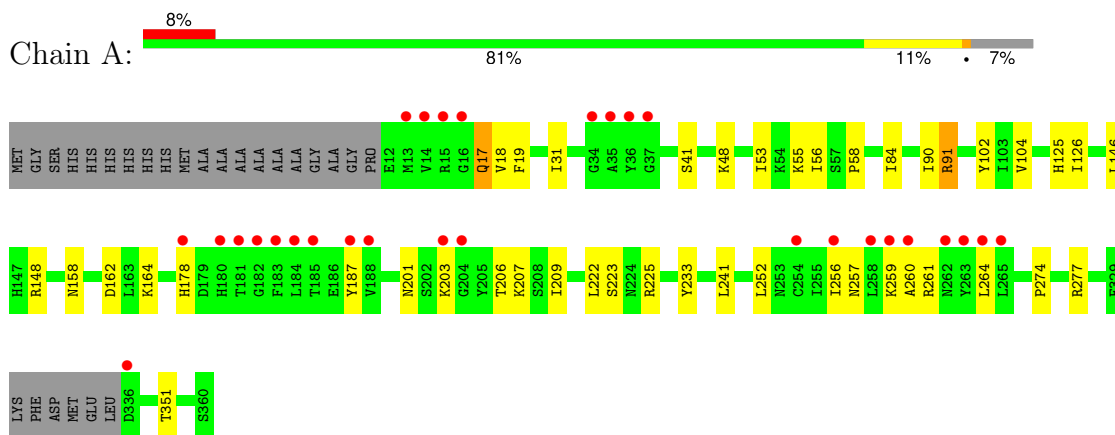 8%
Chain A:
81% 11% • 7%
MET GLY SER HIS HIS HIS HIS HIS HIS MET ALA ALA ALA ALA ALA ALA GLY ALA GLY PRO E12 M13 V14 R15 G16 Q17 V18 F19 I31 G34 A35 Y36 G37 S41 K48 I53 K54 K55 I56 S57 P58 I84 I90 R91 Y102 I103 V104 H125 I126 L146
H147 R148 N158 D162 L163 K164 H178 D179 H180 T181 G182 F183 L184 T185 E186 Y187 V188 N201 S202 K203 G204 Y205 T206 K207 S208 I209 L222 S223 N224 R225 Y233 L241 L252 N253 C254 I255 I256 N257 L258 K259 A260 R261 N262 Y263 L264 L265 P274 R277
LYS PHE ASP MET GLU LEU D336 T351 S360